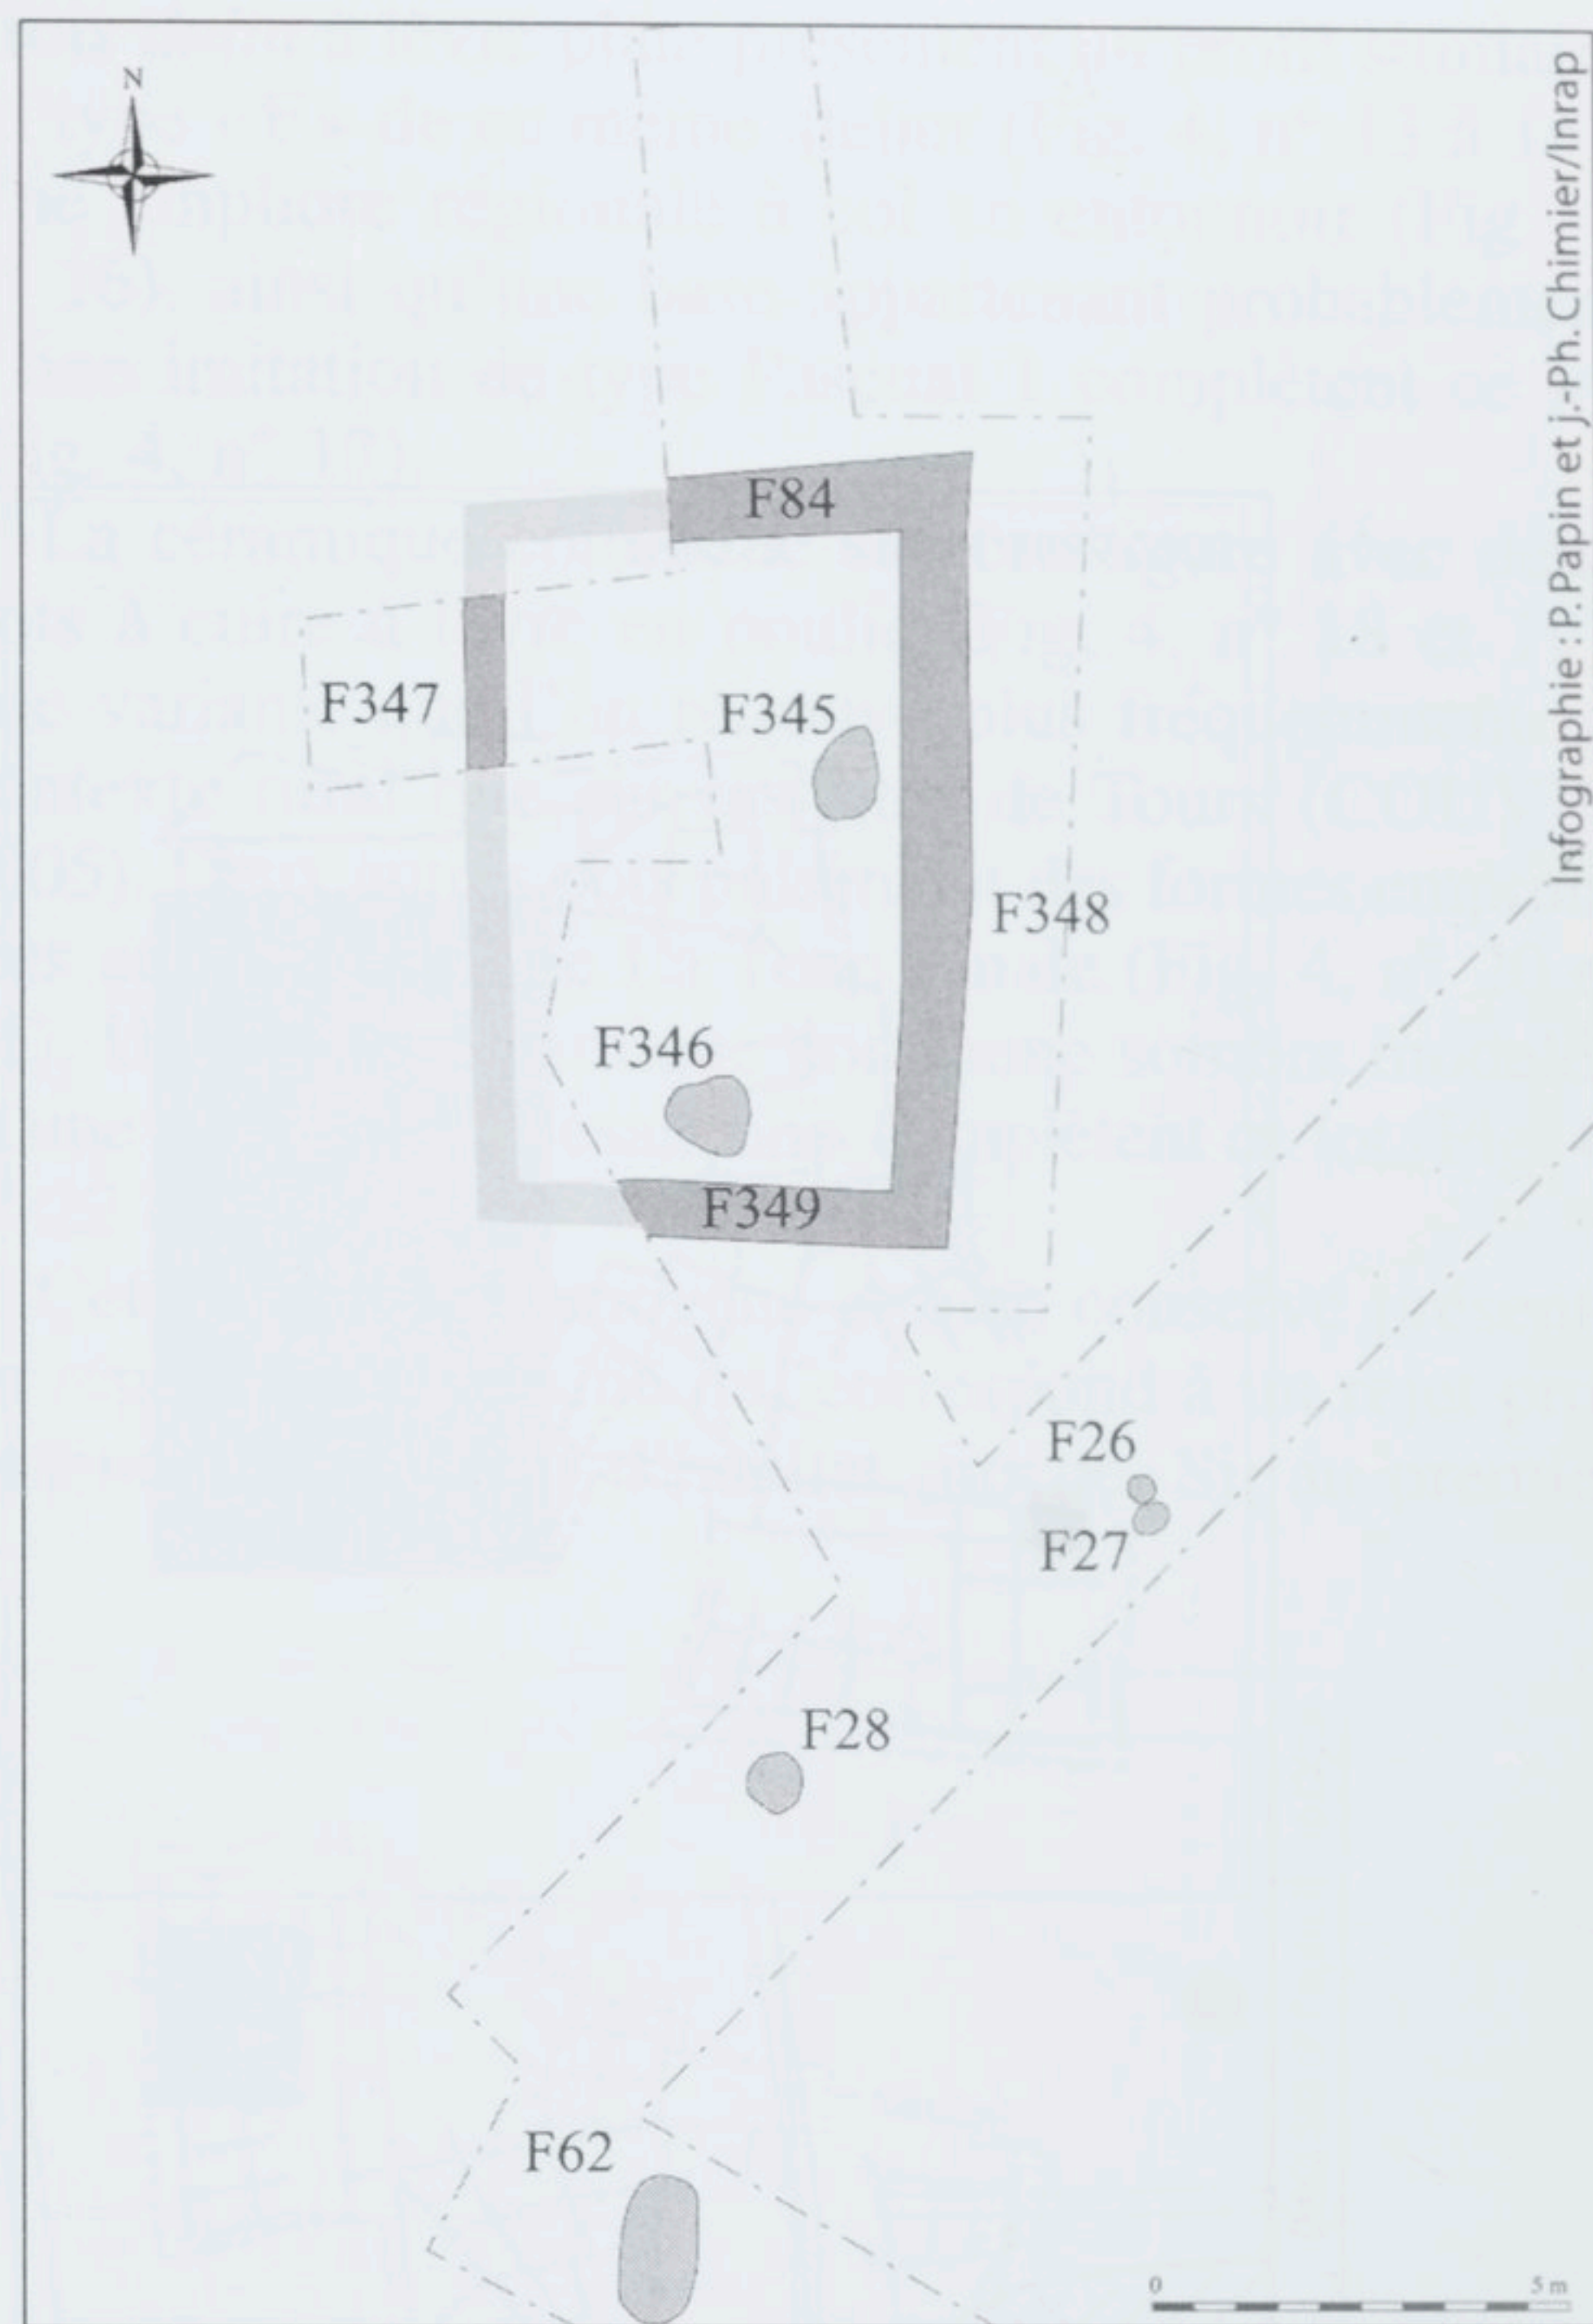 N
Infographie : P. Papin et j.-Ph. Chimier/Inrap
F84
F347
F345
F348
F346
F349
F26
F27
F28
F62
0 5 m